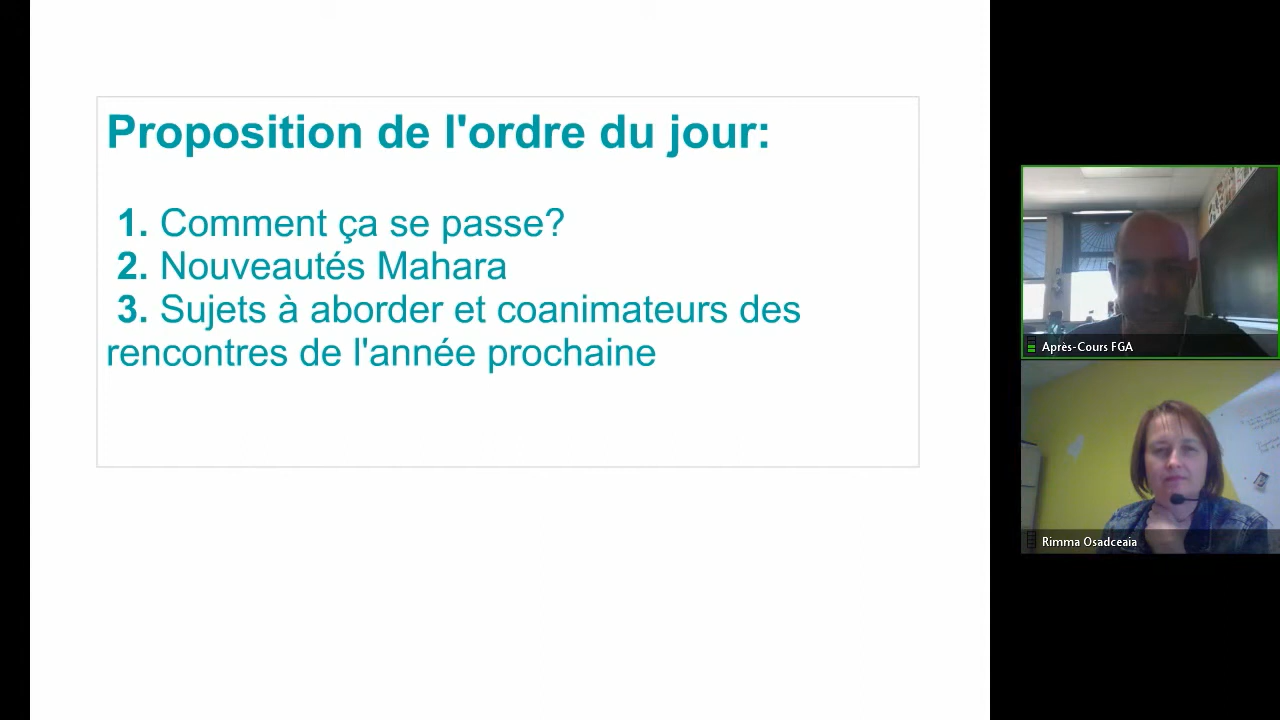 Proposition de l'ordre du jour:
1. Comment ça se passe?
2. Nouveautés Mahara
3. Sujets à aborder et coanimateurs des
rencontres de l'année prochaine
Après-Cours FGA
Rimma Osadceaia